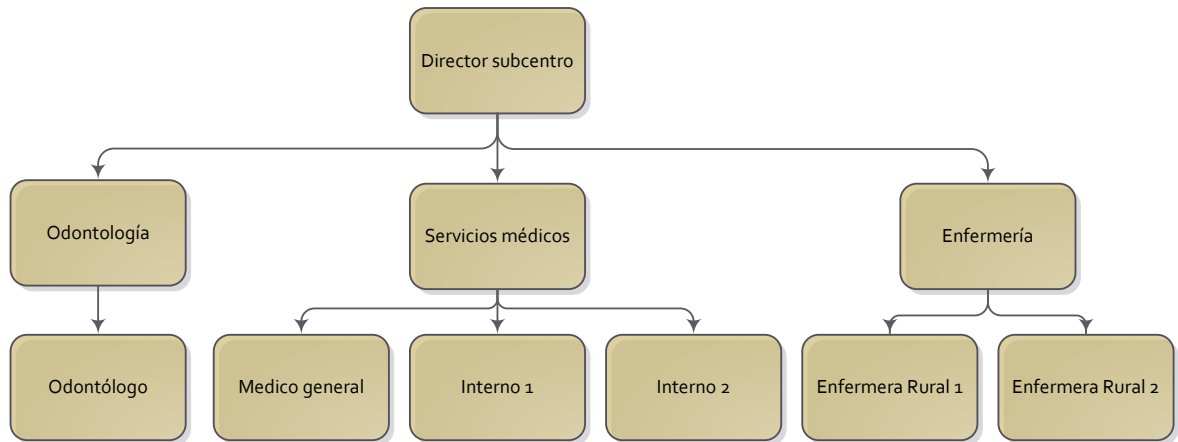 Director subcentro
Odontología
Servicios médicos
Enfermería
Odontólogo
Medico general
Interno 1
Interno 2
Enfermera Rural 1
Enfermera Rural 2